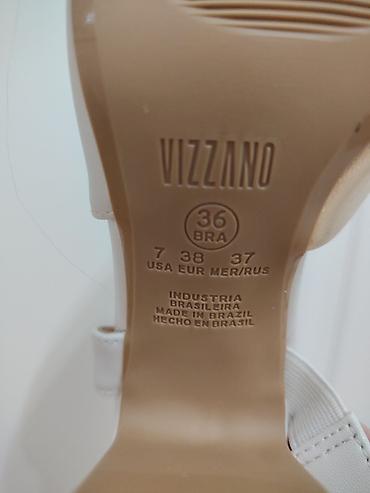 VIZZANO
36
BRA
7 38 37
USA EUR MER/RUS
INDUSTRIA
BRASILEIRA
MADE IN BRAZIL
HECHO EN BRASIL